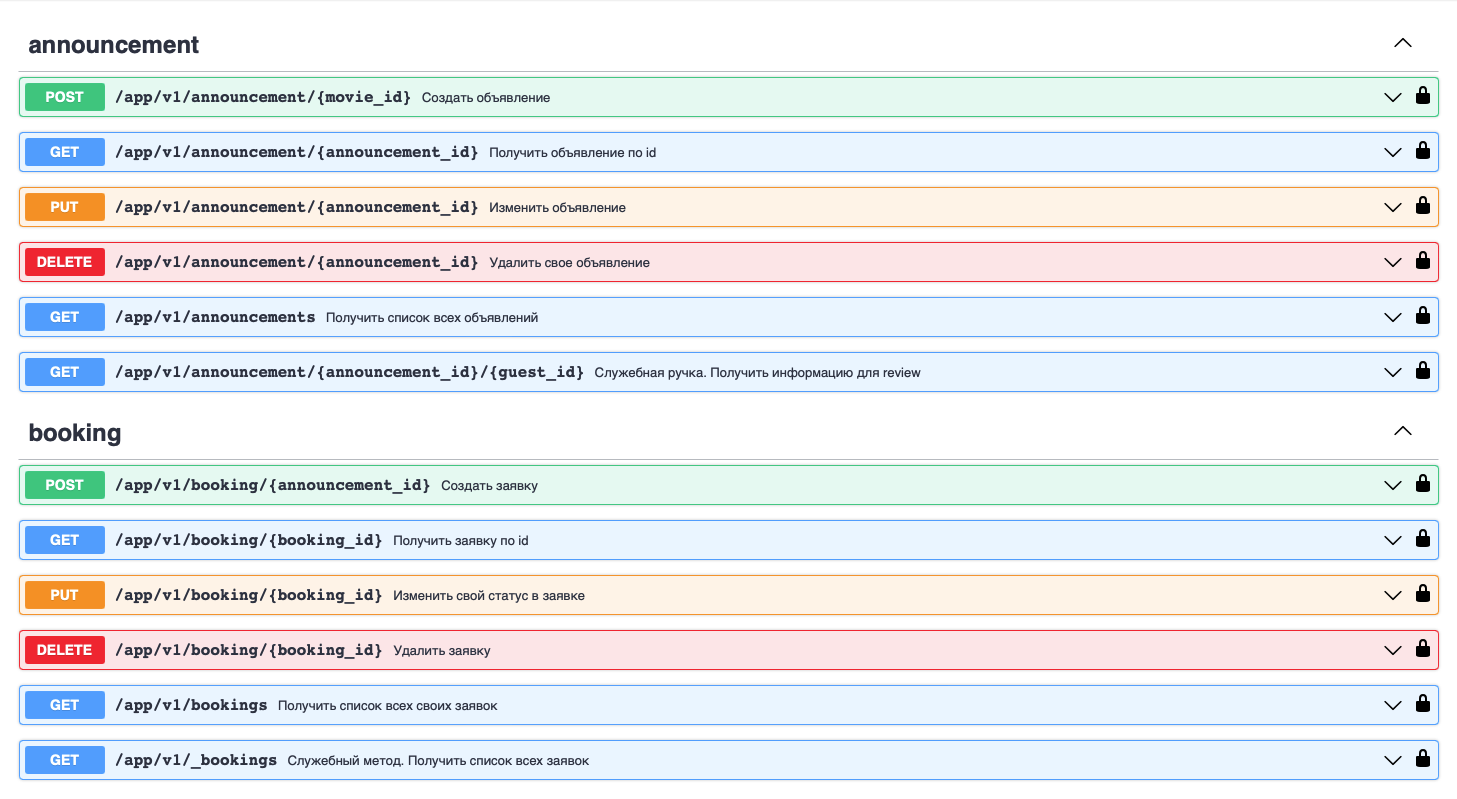 announcement
POST /app/v1/announcement/{movie_id} Создать объявление
GET /app/v1/announcement/{announcement_id} Получить объявление по id
PUT /app/v1/announcement/{announcement_id} Изменить объявление
DELETE /app/v1/announcement/{announcement_id} Удалить свое объявление
GET /app/v1/announcements Получить список всех объявлений
GET /app/v1/announcement/{announcement_id}/{guest_id} Служебная ручка. Получить информацию для review
booking
POST /app/v1/booking/{announcement_id} Создать заявку
GET /app/v1/booking/{booking_id} Получить заявку по id
PUT /app/v1/booking/{booking_id} Изменить свой статус в заявке
DELETE /app/v1/booking/{booking_id} Удалить заявку
GET /app/v1/bookings Получить список всех своих заявок
GET /app/v1/_bookings Служебный метод. Получить список всех заявок